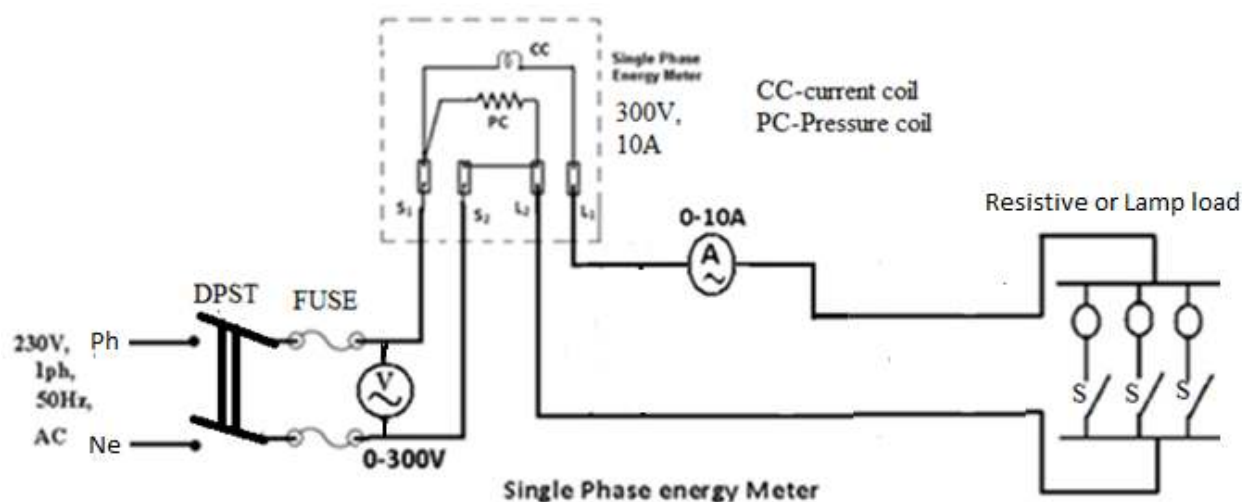 CC
Single Phase
Energy Meter
PC
300V,
10A
CC-current coil
PC-Pressure coil
S1
S2
L2
L1
Resistive or Lamp load
0-10A
A
DPST
FUSE
230V,
1ph,
50Hz,
AC
Ph
Ne
V
0-300V
S
S
S
Single Phase energy Meter